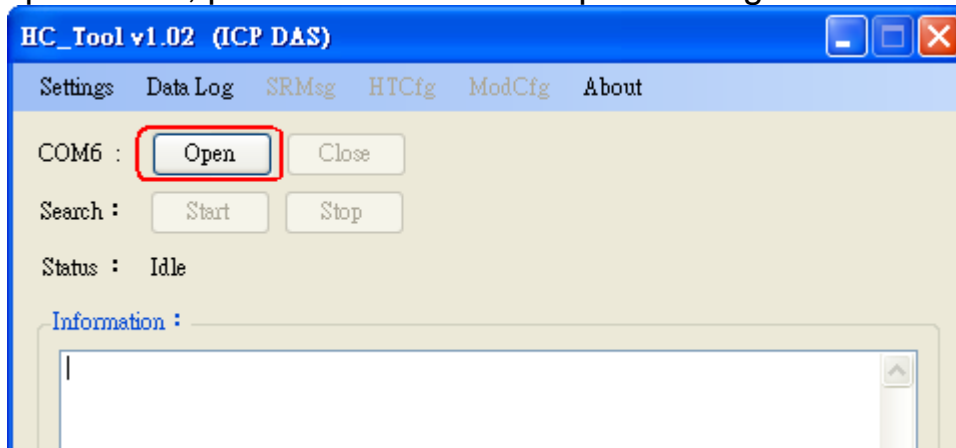 HC_Tool v1.02 (ICP DAS)
Settings Data Log SRMsg HTCfg ModCfg About
COM6 : Open Close
Search : Start Stop
Status : Idle
Information :